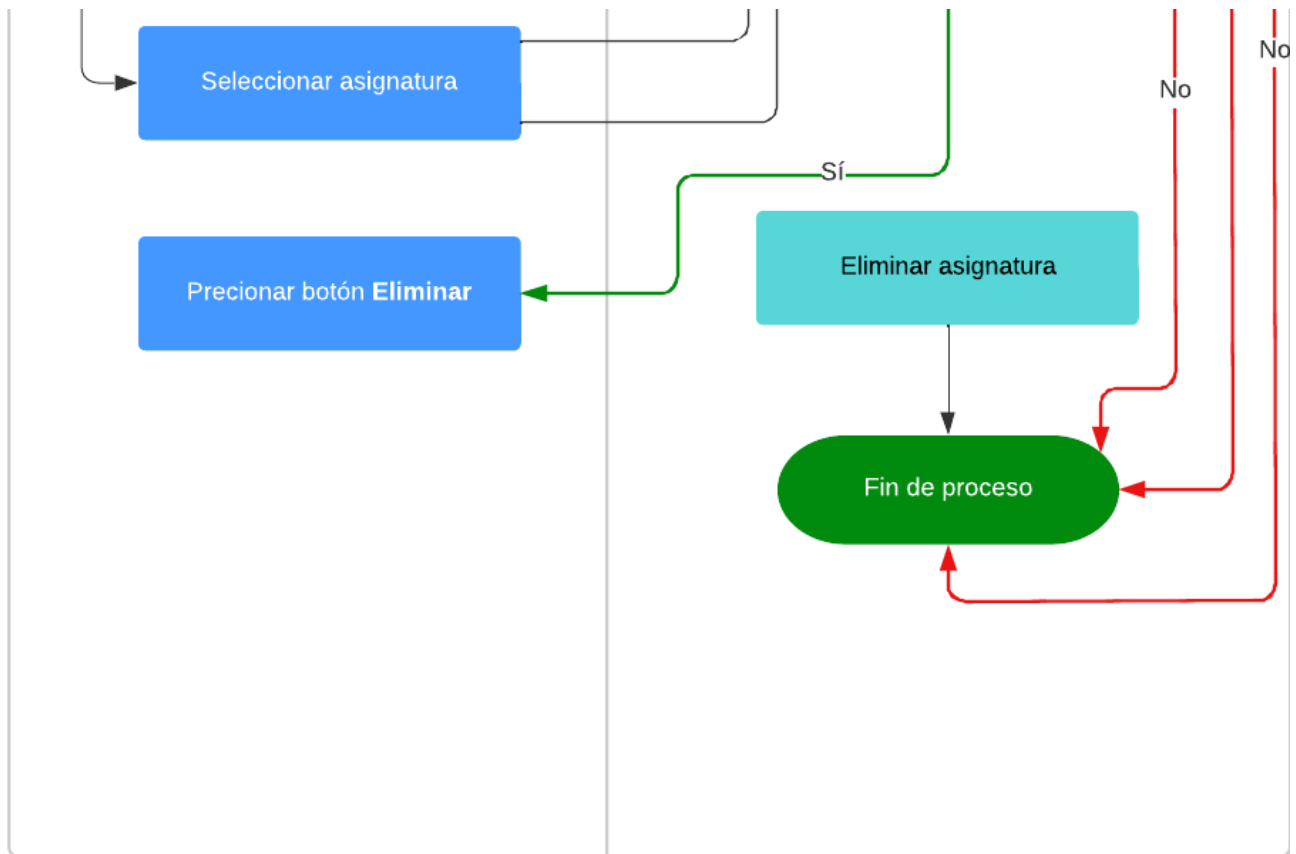 No
Seleccionar asignatura
No
Sí
Eliminar asignatura
Precionar botón Eliminar
Fin de proceso